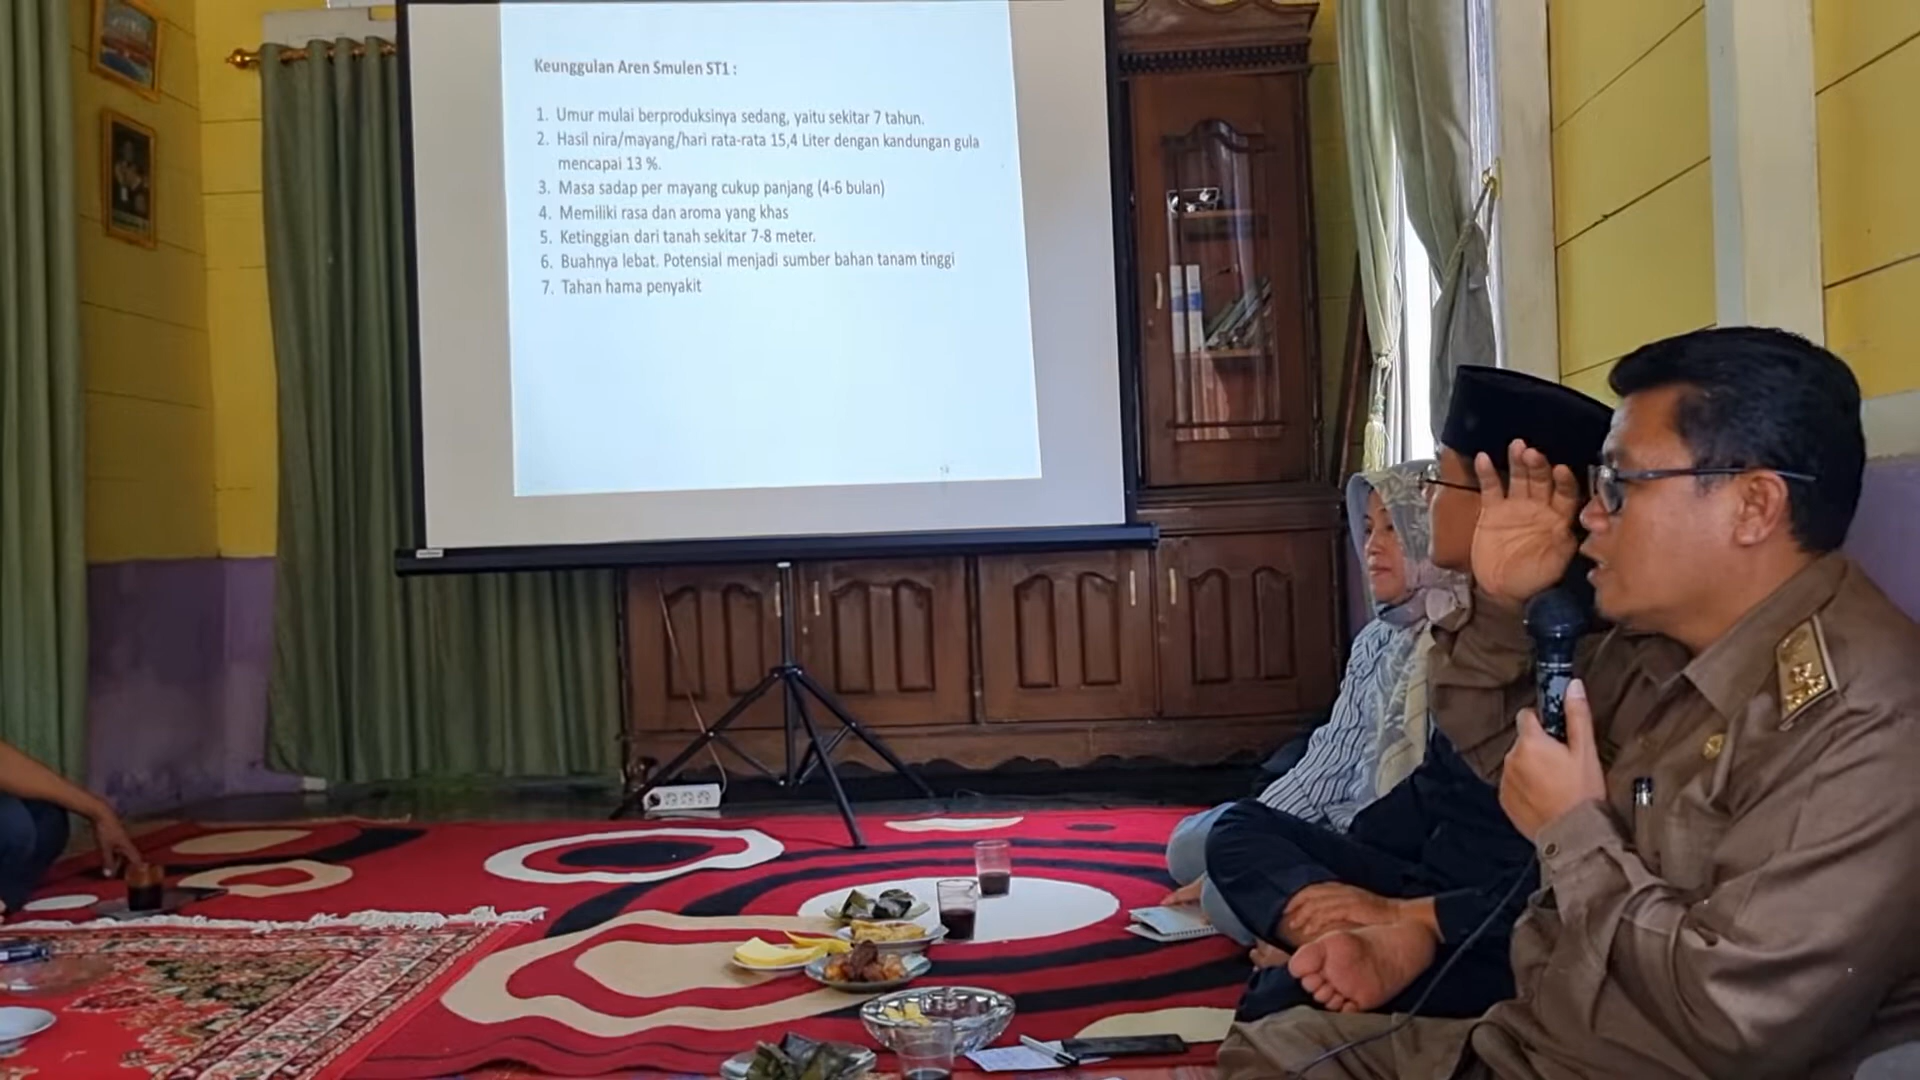 Keunggulan Aren Smulen ST1 :
1. Umur mulai berproduksinya sedang, yaitu sekitar 7 tahun.
2. Hasil nira/mayang/hari rata-rata 15,4 Liter dengan kandungan gula
mencapai 13 %.
3. Masa sadap per mayang cukup panjang (4-6 bulan)
4. Memiliki rasa dan aroma yang khas
5. Ketinggian dari tanah sekitar 7-8 meter.
6. Buahnya lebat. Potensial menjadi sumber bahan tanam tinggi
7. Tahan hama penyakit